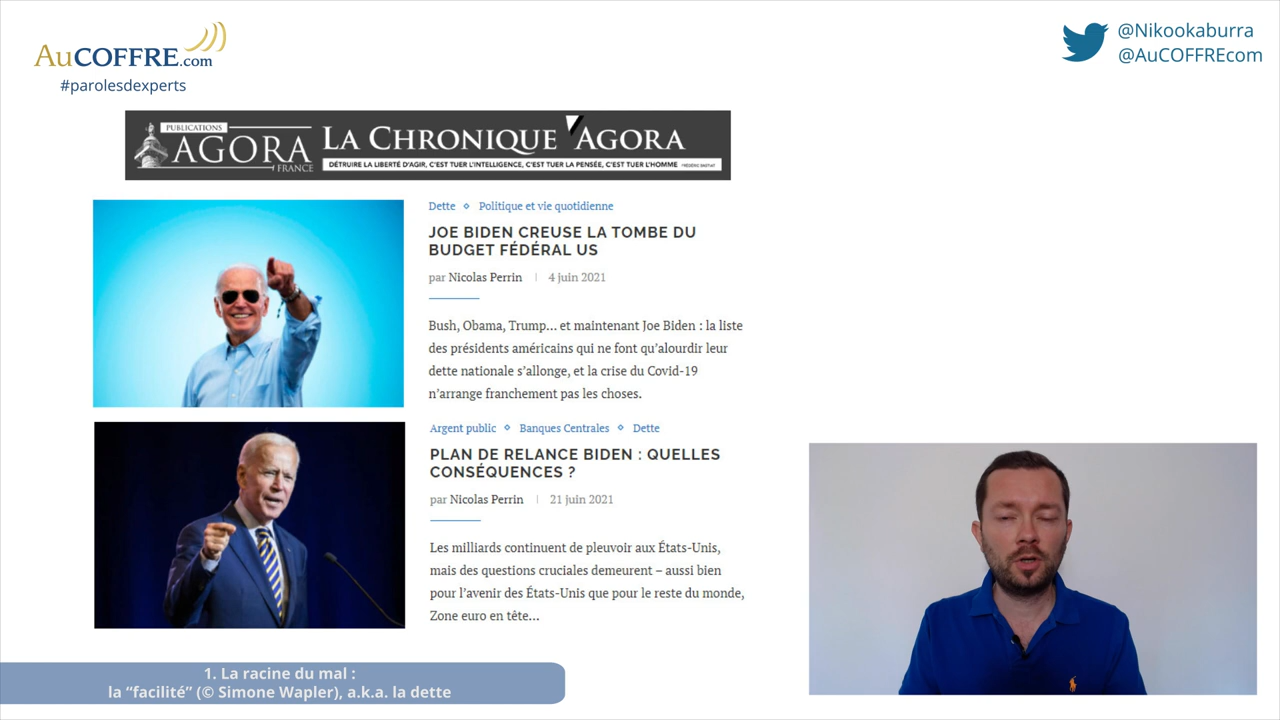 AuCOFFRE.com
#parolesdexperts
@Nikookaburra
@AuCOFFREcom
PUBLICATIONS
AGORA
FRANCE
LA CHRONIQUE AGORA
DÉTRUIRE LA LIBERTÉ D'AGIR, C'EST TUER L'INTELLIGENCE, C'EST TUER LA PENSÉE, C'EST TUER L'HOMME -FRÉDÉRIC BASTIAT
Dette ⋄ Politique et vie quotidienne
JOE BIDEN CREUSE LA TOMBE DU
BUDGET FÉDÉRAL US
par Nicolas Perrin | 4 juin 2021
Bush, Obama, Trump… et maintenant Joe Biden : la liste
des présidents américains qui ne font qu’alourdir leur
dette nationale s’allonge, et la crise du Covid-19
n’arrange franchement pas les choses.
Argent public ⋄ Banques Centrales ⋄ Dette
PLAN DE RELANCE BIDEN : QUELLES
CONSÉQUENCES ?
par Nicolas Perrin | 21 juin 2021
Les milliards continuent de pleuvoir aux États-Unis,
mais des questions cruciales demeurent – aussi bien
pour l’avenir des États-Unis que pour le reste du monde,
Zone euro en tête…
1. La racine du mal :
la “facilité” (© Simone Wapler), a.k.a. la dette